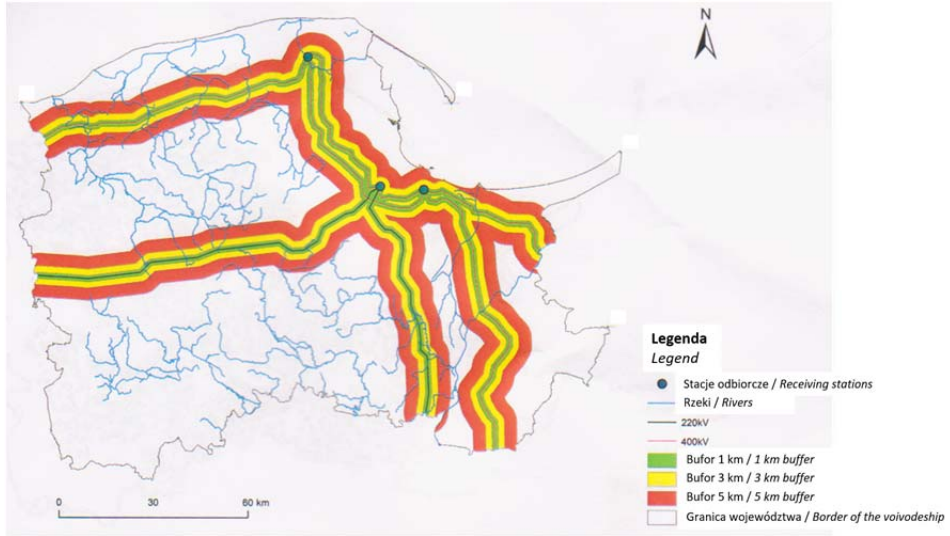 N
Legenda
Legend
Stacje odbiorcze / Receiving stations
Rzeki / Rivers
220kV
400kV
Bufor 1 km / 1 km buffer
Bufor 3 km / 3 km buffer
Bufor 5 km / 5 km buffer
Granica województwa / Border of the voivodeship
0 30 60 km